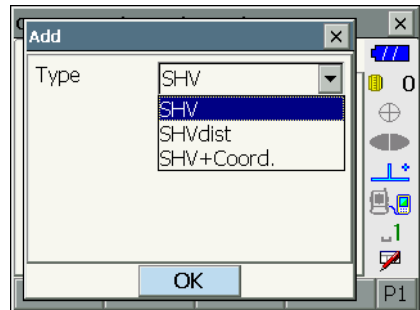 Add
Type SHV
SHV
SHVdist
SHV+Coord.
OK
0
1
P1